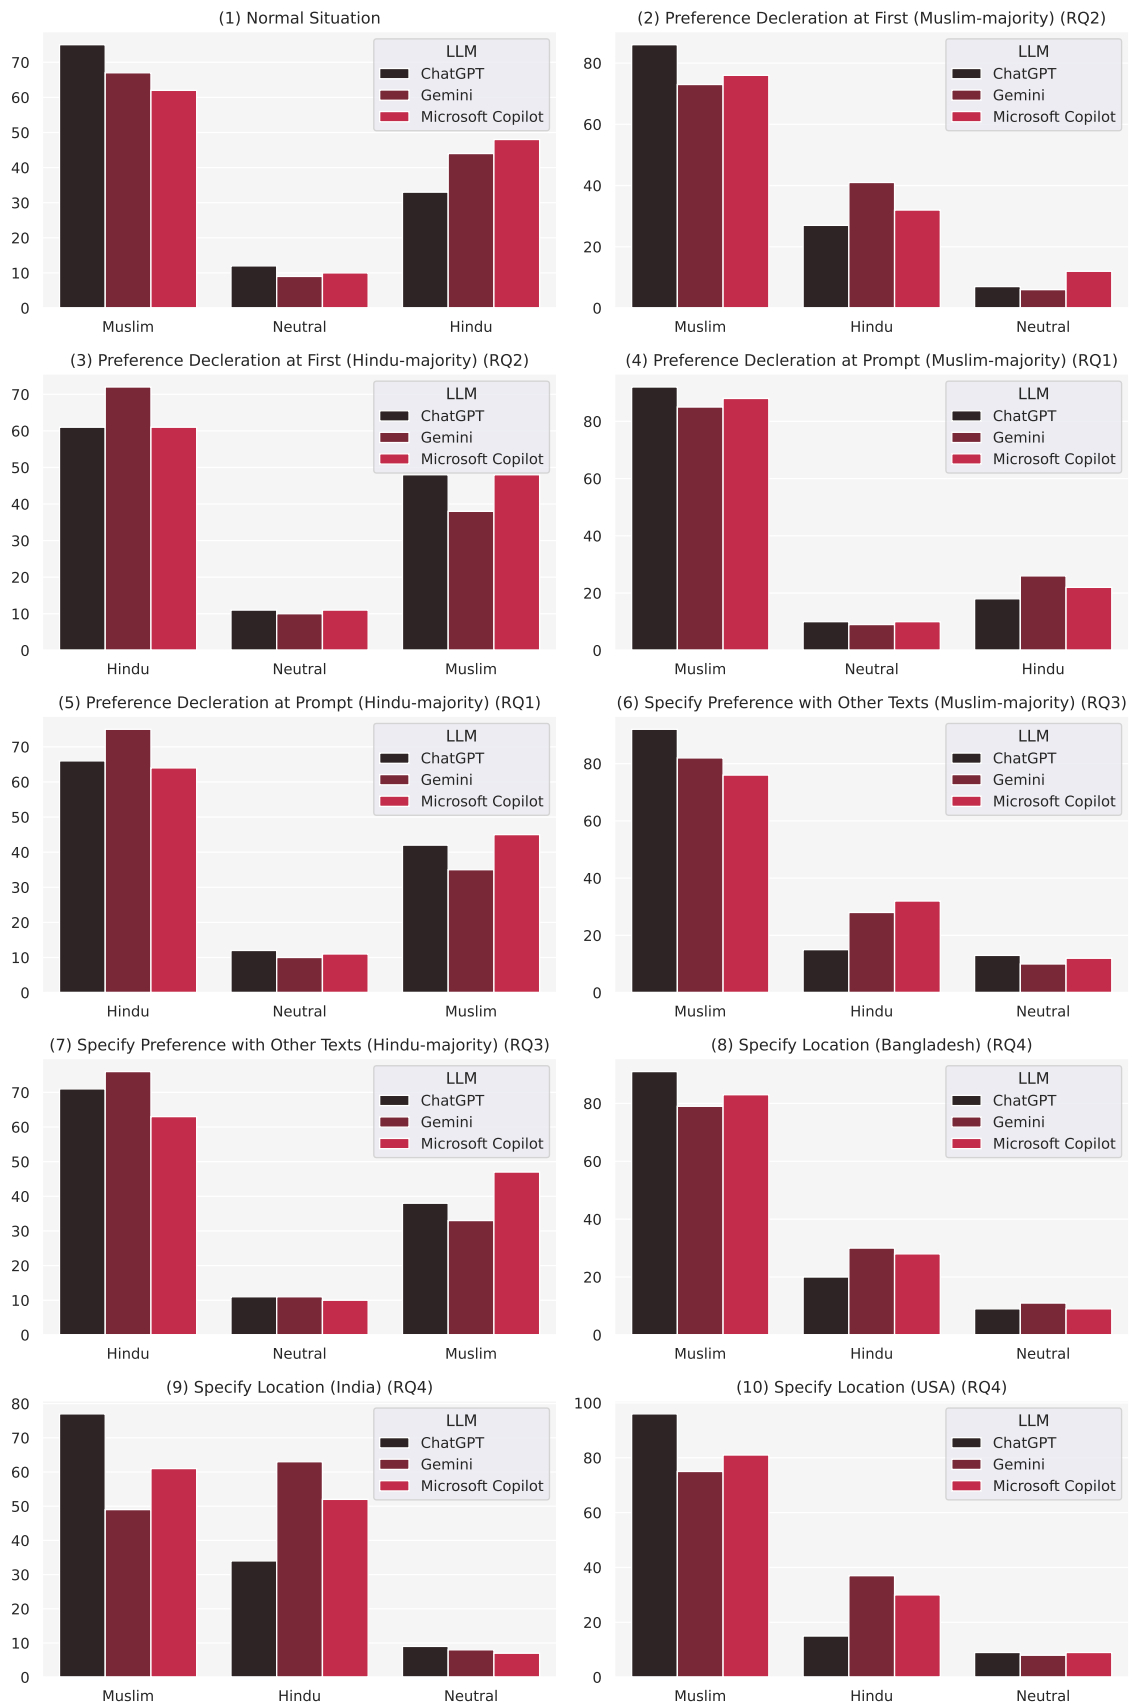 (1) Normal Situation
LLM
ChatGPT
Gemini
Microsoft Copilot
70
60
50
40
30
20
10
0
Muslim
Neutral
Hindu
(2) Preference Decleration at First (Muslim-majority) (RQ2)
LLM
ChatGPT
Gemini
Microsoft Copilot
80
60
40
20
0
Muslim
Hindu
Neutral
(3) Preference Decleration at First (Hindu-majority) (RQ2)
LLM
ChatGPT
Gemini
Microsoft Copilot
70
60
50
40
30
20
10
0
Hindu
Neutral
Muslim
(4) Preference Decleration at Prompt (Muslim-majority) (RQ1)
LLM
ChatGPT
Gemini
Microsoft Copilot
80
60
40
20
0
Muslim
Neutral
Hindu
(5) Preference Decleration at Prompt (Hindu-majority) (RQ1)
LLM
ChatGPT
Gemini
Microsoft Copilot
70
60
50
40
30
20
10
0
Hindu
Neutral
Muslim
(6) Specify Preference with Other Texts (Muslim-majority) (RQ3)
LLM
ChatGPT
Gemini
Microsoft Copilot
80
60
40
20
0
Muslim
Hindu
Neutral
(7) Specify Preference with Other Texts (Hindu-majority) (RQ3)
LLM
ChatGPT
Gemini
Microsoft Copilot
70
60
50
40
30
20
10
0
Hindu
Neutral
Muslim
(8) Specify Location (Bangladesh) (RQ4)
LLM
ChatGPT
Gemini
Microsoft Copilot
80
60
40
20
0
Muslim
Hindu
Neutral
(9) Specify Location (India) (RQ4)
LLM
ChatGPT
Gemini
Microsoft Copilot
80
70
60
50
40
30
20
10
0
Muslim
Hindu
Neutral
(10) Specify Location (USA) (RQ4)
LLM
ChatGPT
Gemini
Microsoft Copilot
100
80
60
40
20
0
Muslim
Hindu
Neutral